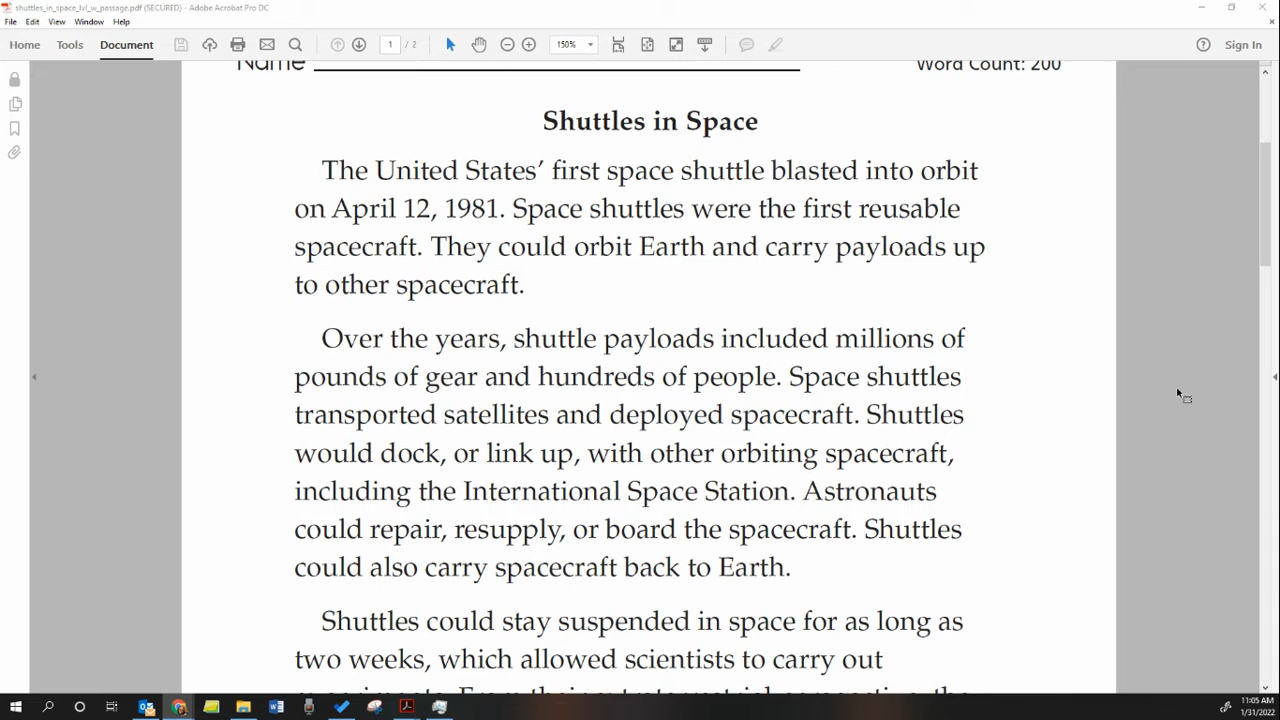 shuttles_in_space_lvl_w_passage.pdf (SECURED) - Adobe Acrobat Pro DC
File Edit View Window Help
Home Tools Document 1 / 2 150% Sign In
Name Word Count: 200
Shuttles in Space
The United States’ first space shuttle blasted into orbit
on April 12, 1981. Space shuttles were the first reusable
spacecraft. They could orbit Earth and carry payloads up
to other spacecraft.
Over the years, shuttle payloads included millions of
pounds of gear and hundreds of people. Space shuttles
transported satellites and deployed spacecraft. Shuttles
would dock, or link up, with other orbiting spacecraft,
including the International Space Station. Astronauts
could repair, resupply, or board the spacecraft. Shuttles
could also carry spacecraft back to Earth.
Shuttles could stay suspended in space for as long as
two weeks, which allowed scientists to carry out
11:05 AM
1/31/2022